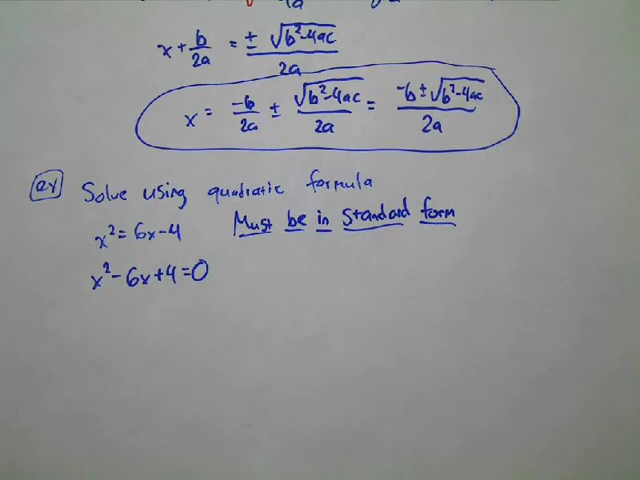 x + b/2a = ± √(b²-4ac)/2a
x = -b/2a ± √(b²-4ac)/2a = -b ± √(b²-4ac)/2a
ex Solve using quadratic formula
x² = 6x - 4 Must be in standard form
x² - 6x + 4 = 0